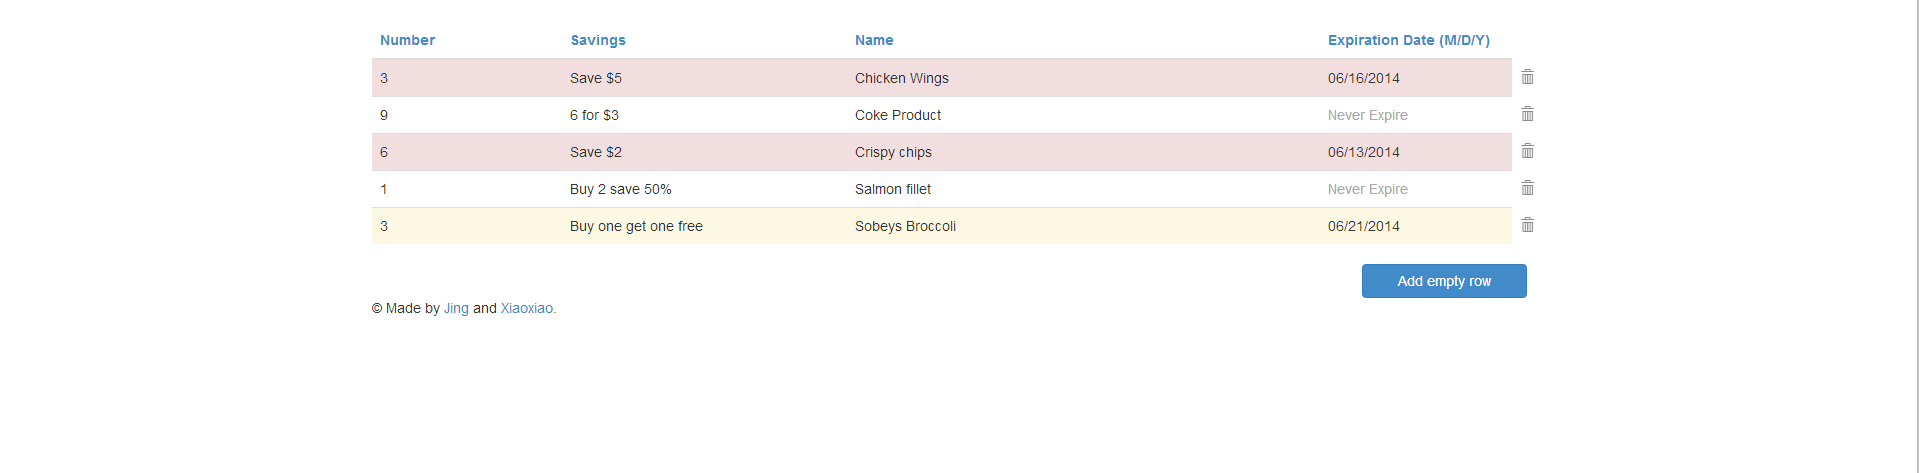 Number Savings Name Expiration Date (M/D/Y)
3 Save $5 Chicken Wings 06/16/2014
9 6 for $3 Coke Product Never Expire
6 Save $2 Crispy chips 06/13/2014
1 Buy 2 save 50% Salmon fillet Never Expire
3 Buy one get one free Sobeys Broccoli 06/21/2014
Add empty row
© Made by Jing and Xiaoxiao.